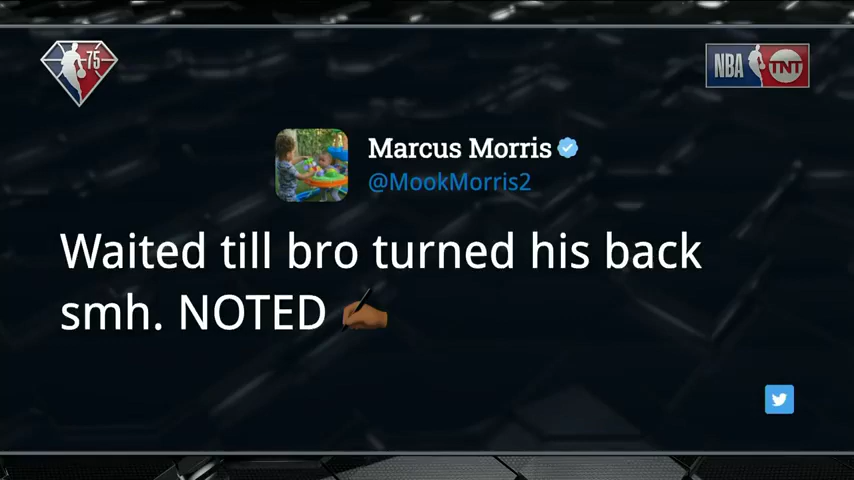 75
NBA TNT
Marcus Morris
@MookMorris2
Waited till bro turned his back
smh. NOTED ✍🏾